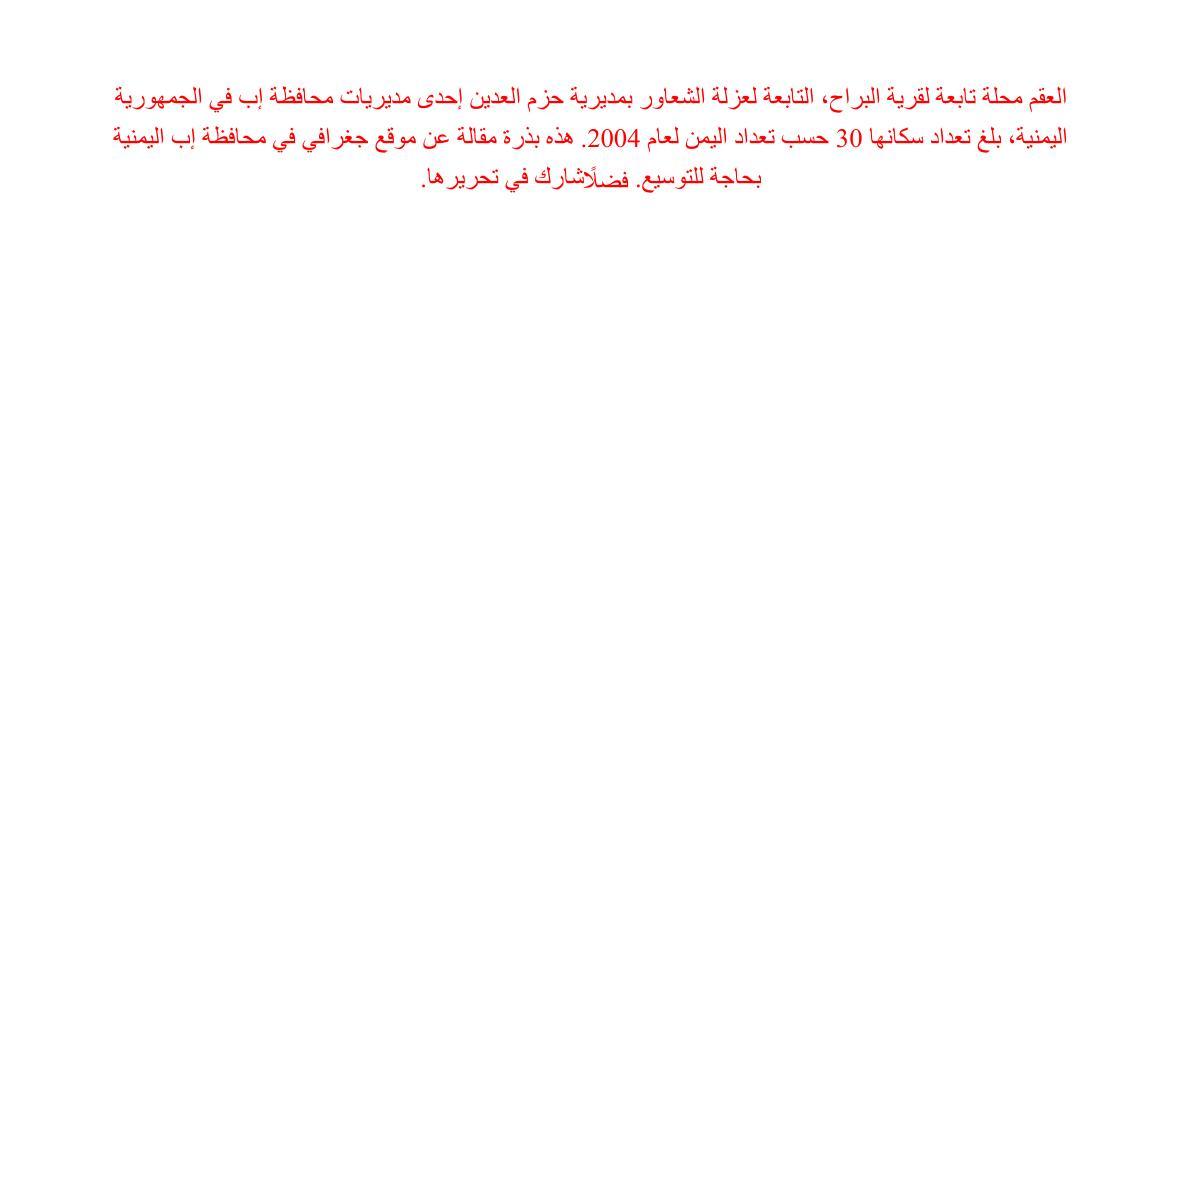 العقم محلة تابعة لقرية البراح، التابعة لعزلة الشعاور بمديرية حزم العدين إحدى مديريات محافظة إب في الجمهورية
اليمنية، بلغ تعداد سكانها 30 حسب تعداد اليمن لعام 2004. هذه بذرة مقالة عن موقع جغرافي في محافظة إب اليمنية
بحاجة للتوسيع. فضلًاشارك في تحريرها.